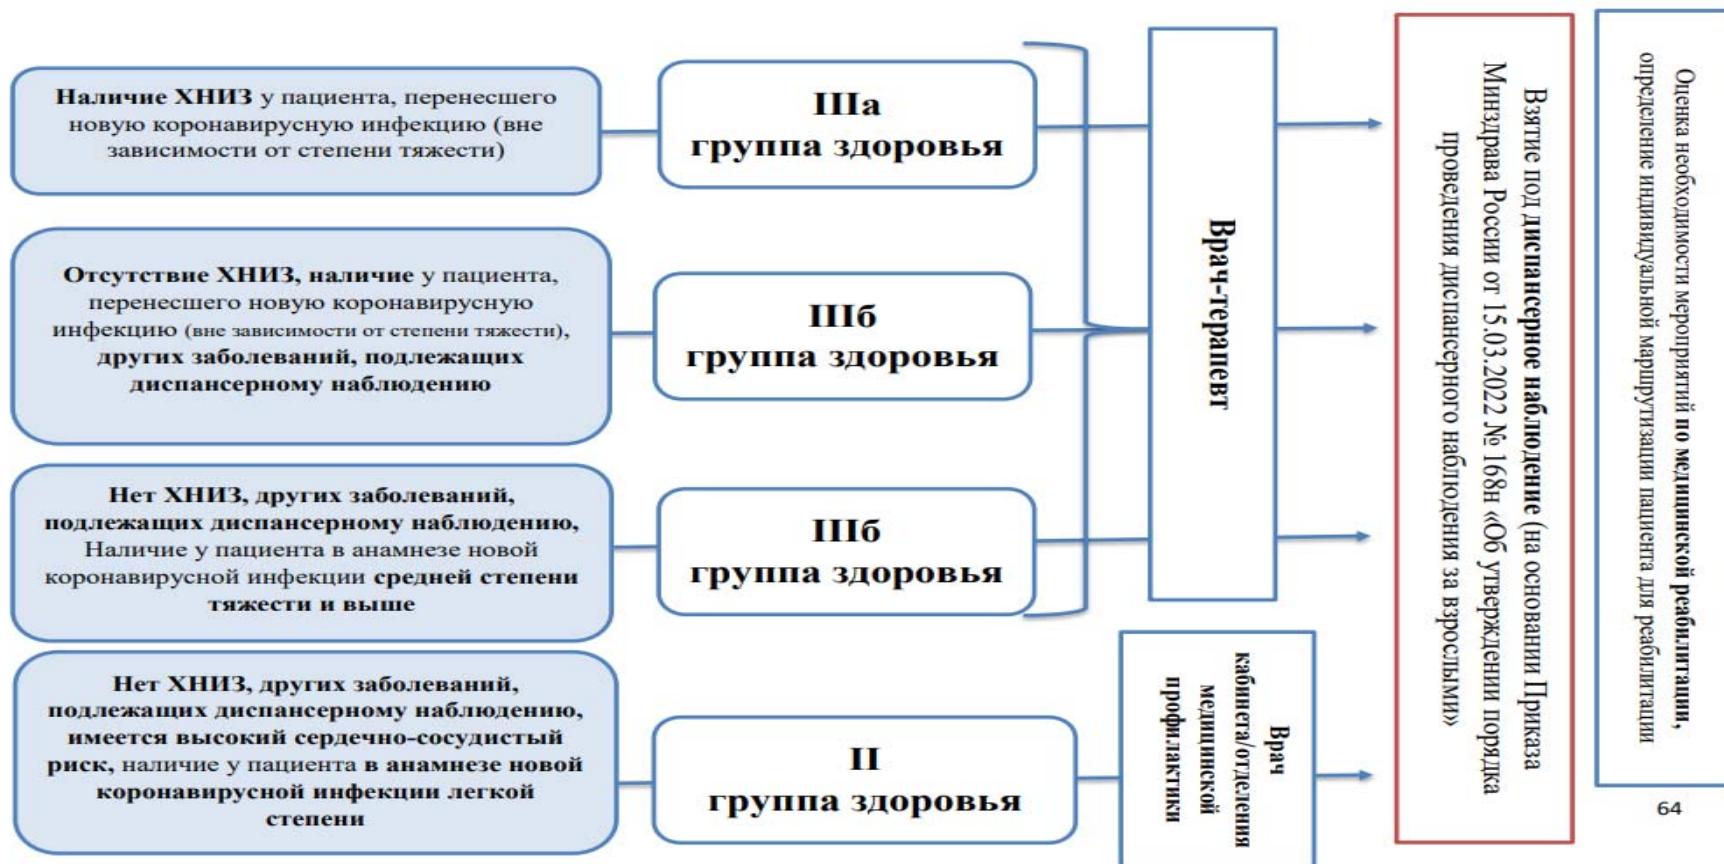 Наличие ХНИЗ у пациента, перенесшего
новую коронавирусную инфекцию (вне
зависимости от степени тяжести)
IIIа
группа здоровья
Отсутствие ХНИЗ, наличие у пациента,
перенесшего новую коронавирусную
инфекцию (вне зависимости от степени тяжести),
других заболеваний, подлежащих
диспансерному наблюдению
IIIб
группа здоровья
Нет ХНИЗ, других заболеваний,
подлежащих диспансерному наблюдению,
Наличие у пациента в анамнезе новой
коронавирусной инфекции средней степени
тяжести и выше
IIIб
группа здоровья
Нет ХНИЗ, других заболеваний,
подлежащих диспансерному наблюдению,
имеется высокий сердечно-сосудистый
риск, наличие у пациента в анамнезе новой
коронавирусной инфекции легкой
степени
II
группа здоровья
Врач-терапевт
Врач
кабинета/отделения
медицинской
профилактики
Взятие под диспансерное наблюдение (на основании Приказа
Минздрава России от 15.03.2022 № 168н «Об утверждении порядка
проведения диспансерного наблюдения за взрослыми»
Оценка необходимости мероприятий по медицинской реабилитации,
определение индивидуальной маршрутизации пациента для реабилитации
64